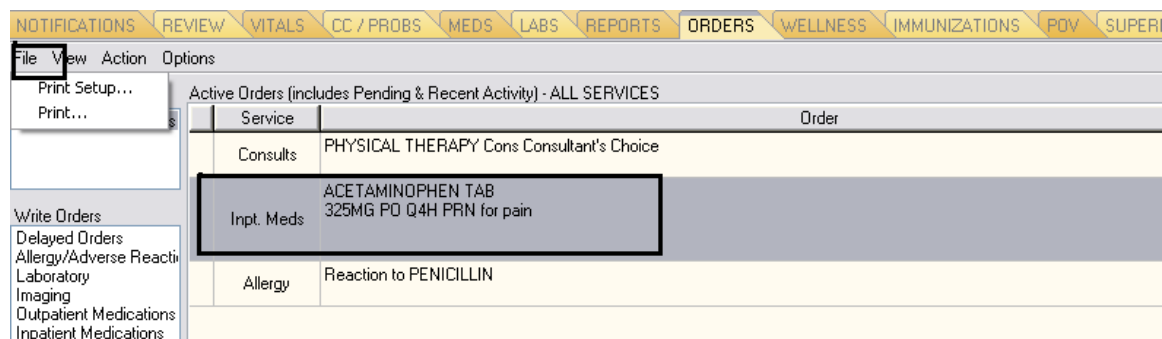 NOTIFICATIONS REVIEW VITALS CC / PROBS MEDS LABS REPORTS ORDERS WELLNESS IMMUNIZATIONS POV
File View Action Options
Print Setup...
Print...
Active Orders (includes Pending & Recent Activity) - ALL SERVICES
Service Order
Consults PHYSICAL THERAPY Cons Consultant's Choice
Inpt. Meds ACETAMINOPHEN TAB
325MG PO Q4H PRN for pain
Allergy Reaction to PENICILLIN
Write Orders
Delayed Orders
Allergy/Adverse Reacti
Laboratory
Imaging
Outpatient Medications
Inpatient Medications